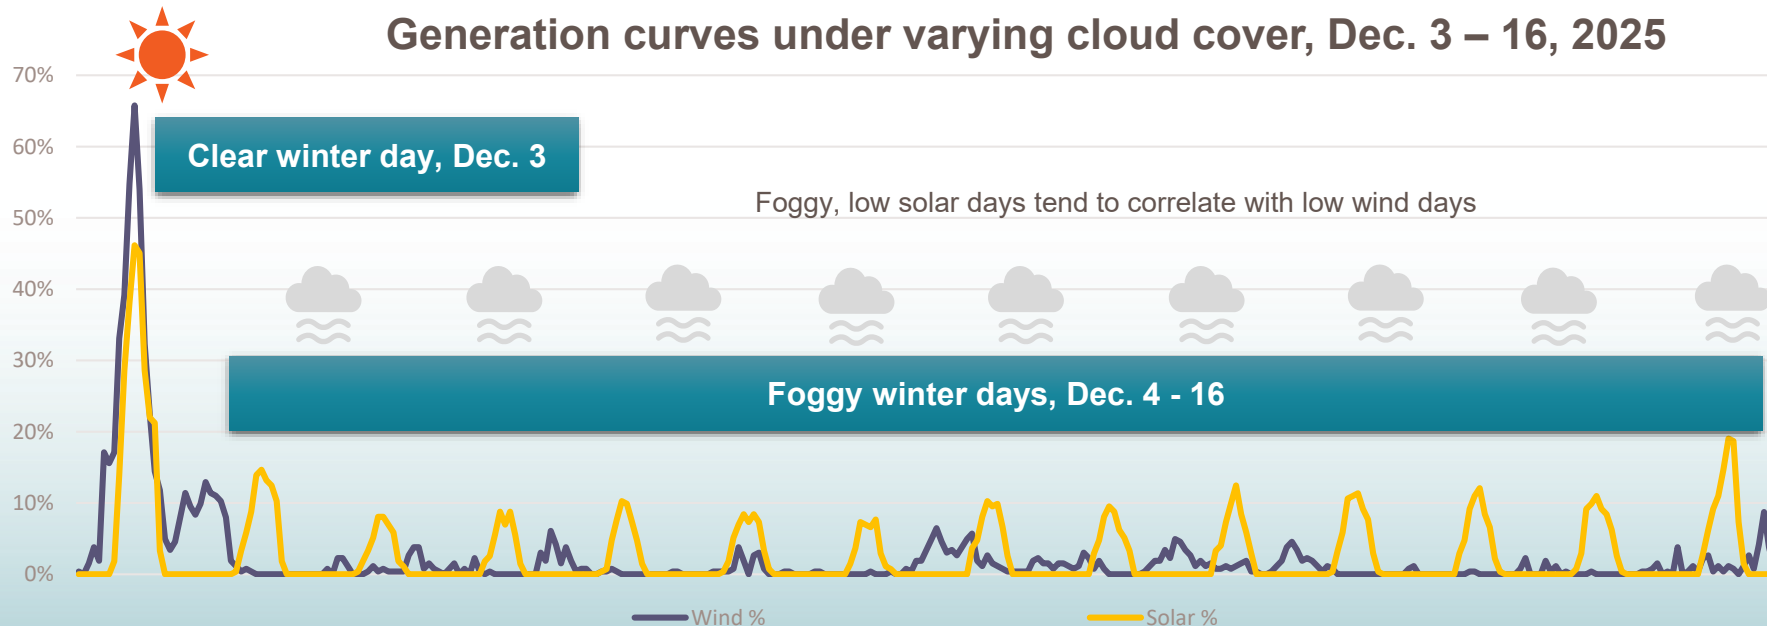 Generation curves under varying cloud cover, Dec. 3 – 16, 2025
70%
Clear winter day, Dec. 3
60%
Foggy, low solar days tend to correlate with low wind days
50%
40%
30%
Foggy winter days, Dec. 4 - 16
20%
10%
0%
Wind %
Solar %